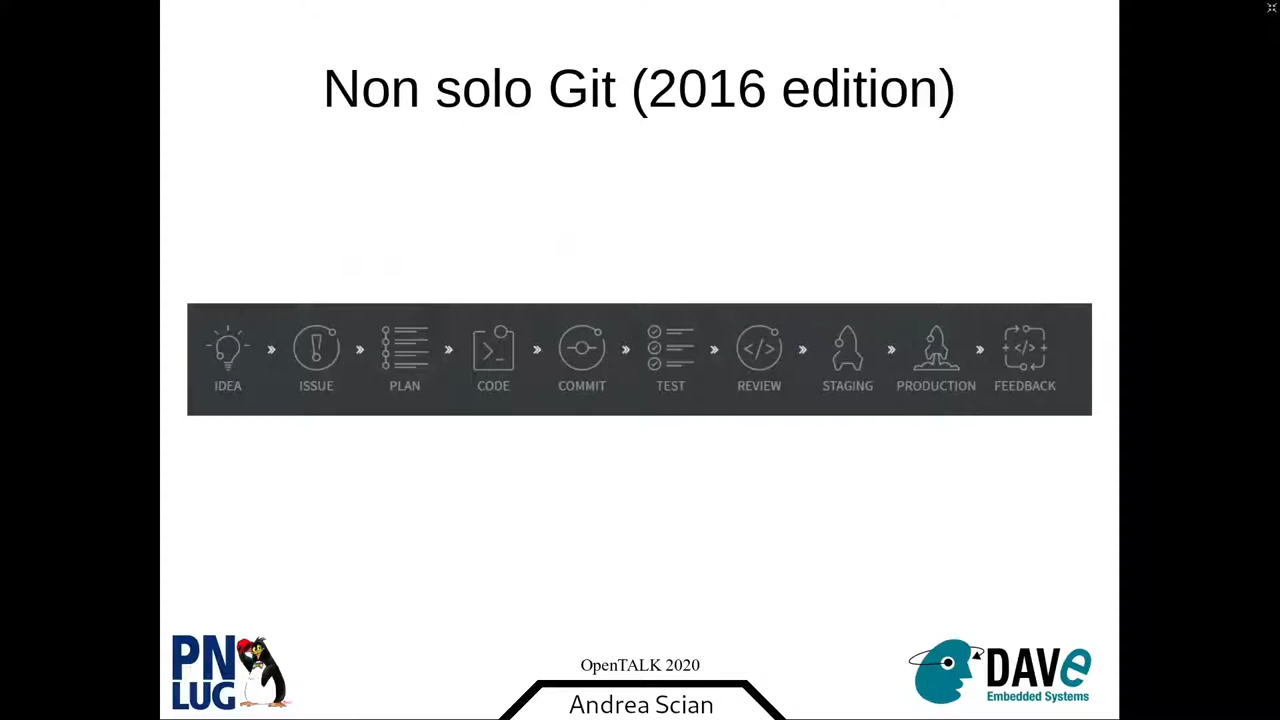 Non solo Git (2016 edition)
IDEA » ISSUE » PLAN » CODE » COMMIT » TEST » REVIEW » STAGING » PRODUCTION » FEEDBACK
PN
LUG
OpenTALK 2020
Andrea Scian
DAVe
Embedded Systems